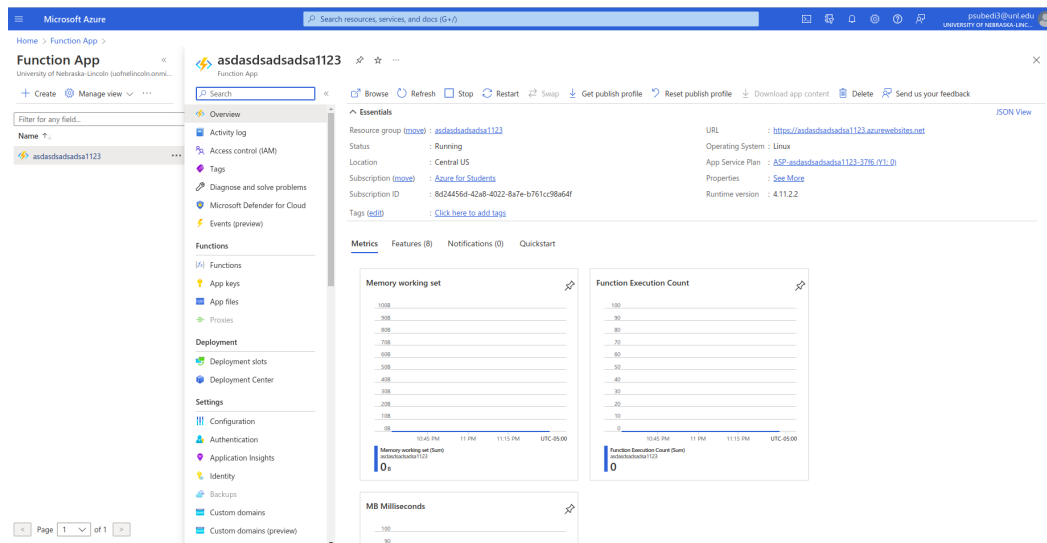 Microsoft Azure
Search resources, services, and docs (G+/)
psubedi3@unl.edu
UNIVERSITY OF NEBRASKA-LINC...
Home > Function App >
Function App
University of Nebraska-Lincoln (uofnelincoln.onmi...
Create
Manage view
...
Filter for any field...
Name ↑↓
asdasdsadsadsa1123
...
Page 1 of 1
asdasdsadsadsa1123
...
Function App
Search
Overview
Activity log
Access control (IAM)
Tags
Diagnose and solve problems
Microsoft Defender for Cloud
Events (preview)
Functions
Functions
App keys
App files
Proxies
Deployment
Deployment slots
Deployment Center
Settings
Configuration
Authentication
Application Insights
Identity
Backups
Custom domains
Custom domains (preview)
Browse Refresh Stop Restart Swap Get publish profile Reset publish profile Download app content Delete Send us your feedback
Essentials
JSON View
Resource group (move) : asdasdsadsadsa1123
Status : Running
Location : Central US
Subscription (move) : Azure for Students
Subscription ID : 8d24456d-42a8-4022-8a7e-b761cc98a64f
Tags (edit) : Click here to add tags
URL : https://asdasdsadsadsa1123.azurewebsites.net
Operating System : Linux
App Service Plan : ASP-asdasdsadsadsa1123-37f6 (Y1: 0)
Properties : See More
Runtime version : 4.11.2.2
Metrics Features (8) Notifications (0) Quickstart
Memory working set
100B
90B
80B
70B
60B
50B
40B
30B
20B
10B
0B
10:45 PM 11 PM 11:15 PM UTC-05:00
Memory working set (Sum)
asdasdsadsadsa1123
0 B
Function Execution Count
100
90
80
70
60
50
40
30
20
10
0
10:45 PM 11 PM 11:15 PM UTC-05:00
Function Execution Count (Sum)
asdasdsadsadsa1123
0
MB Milliseconds
100
90